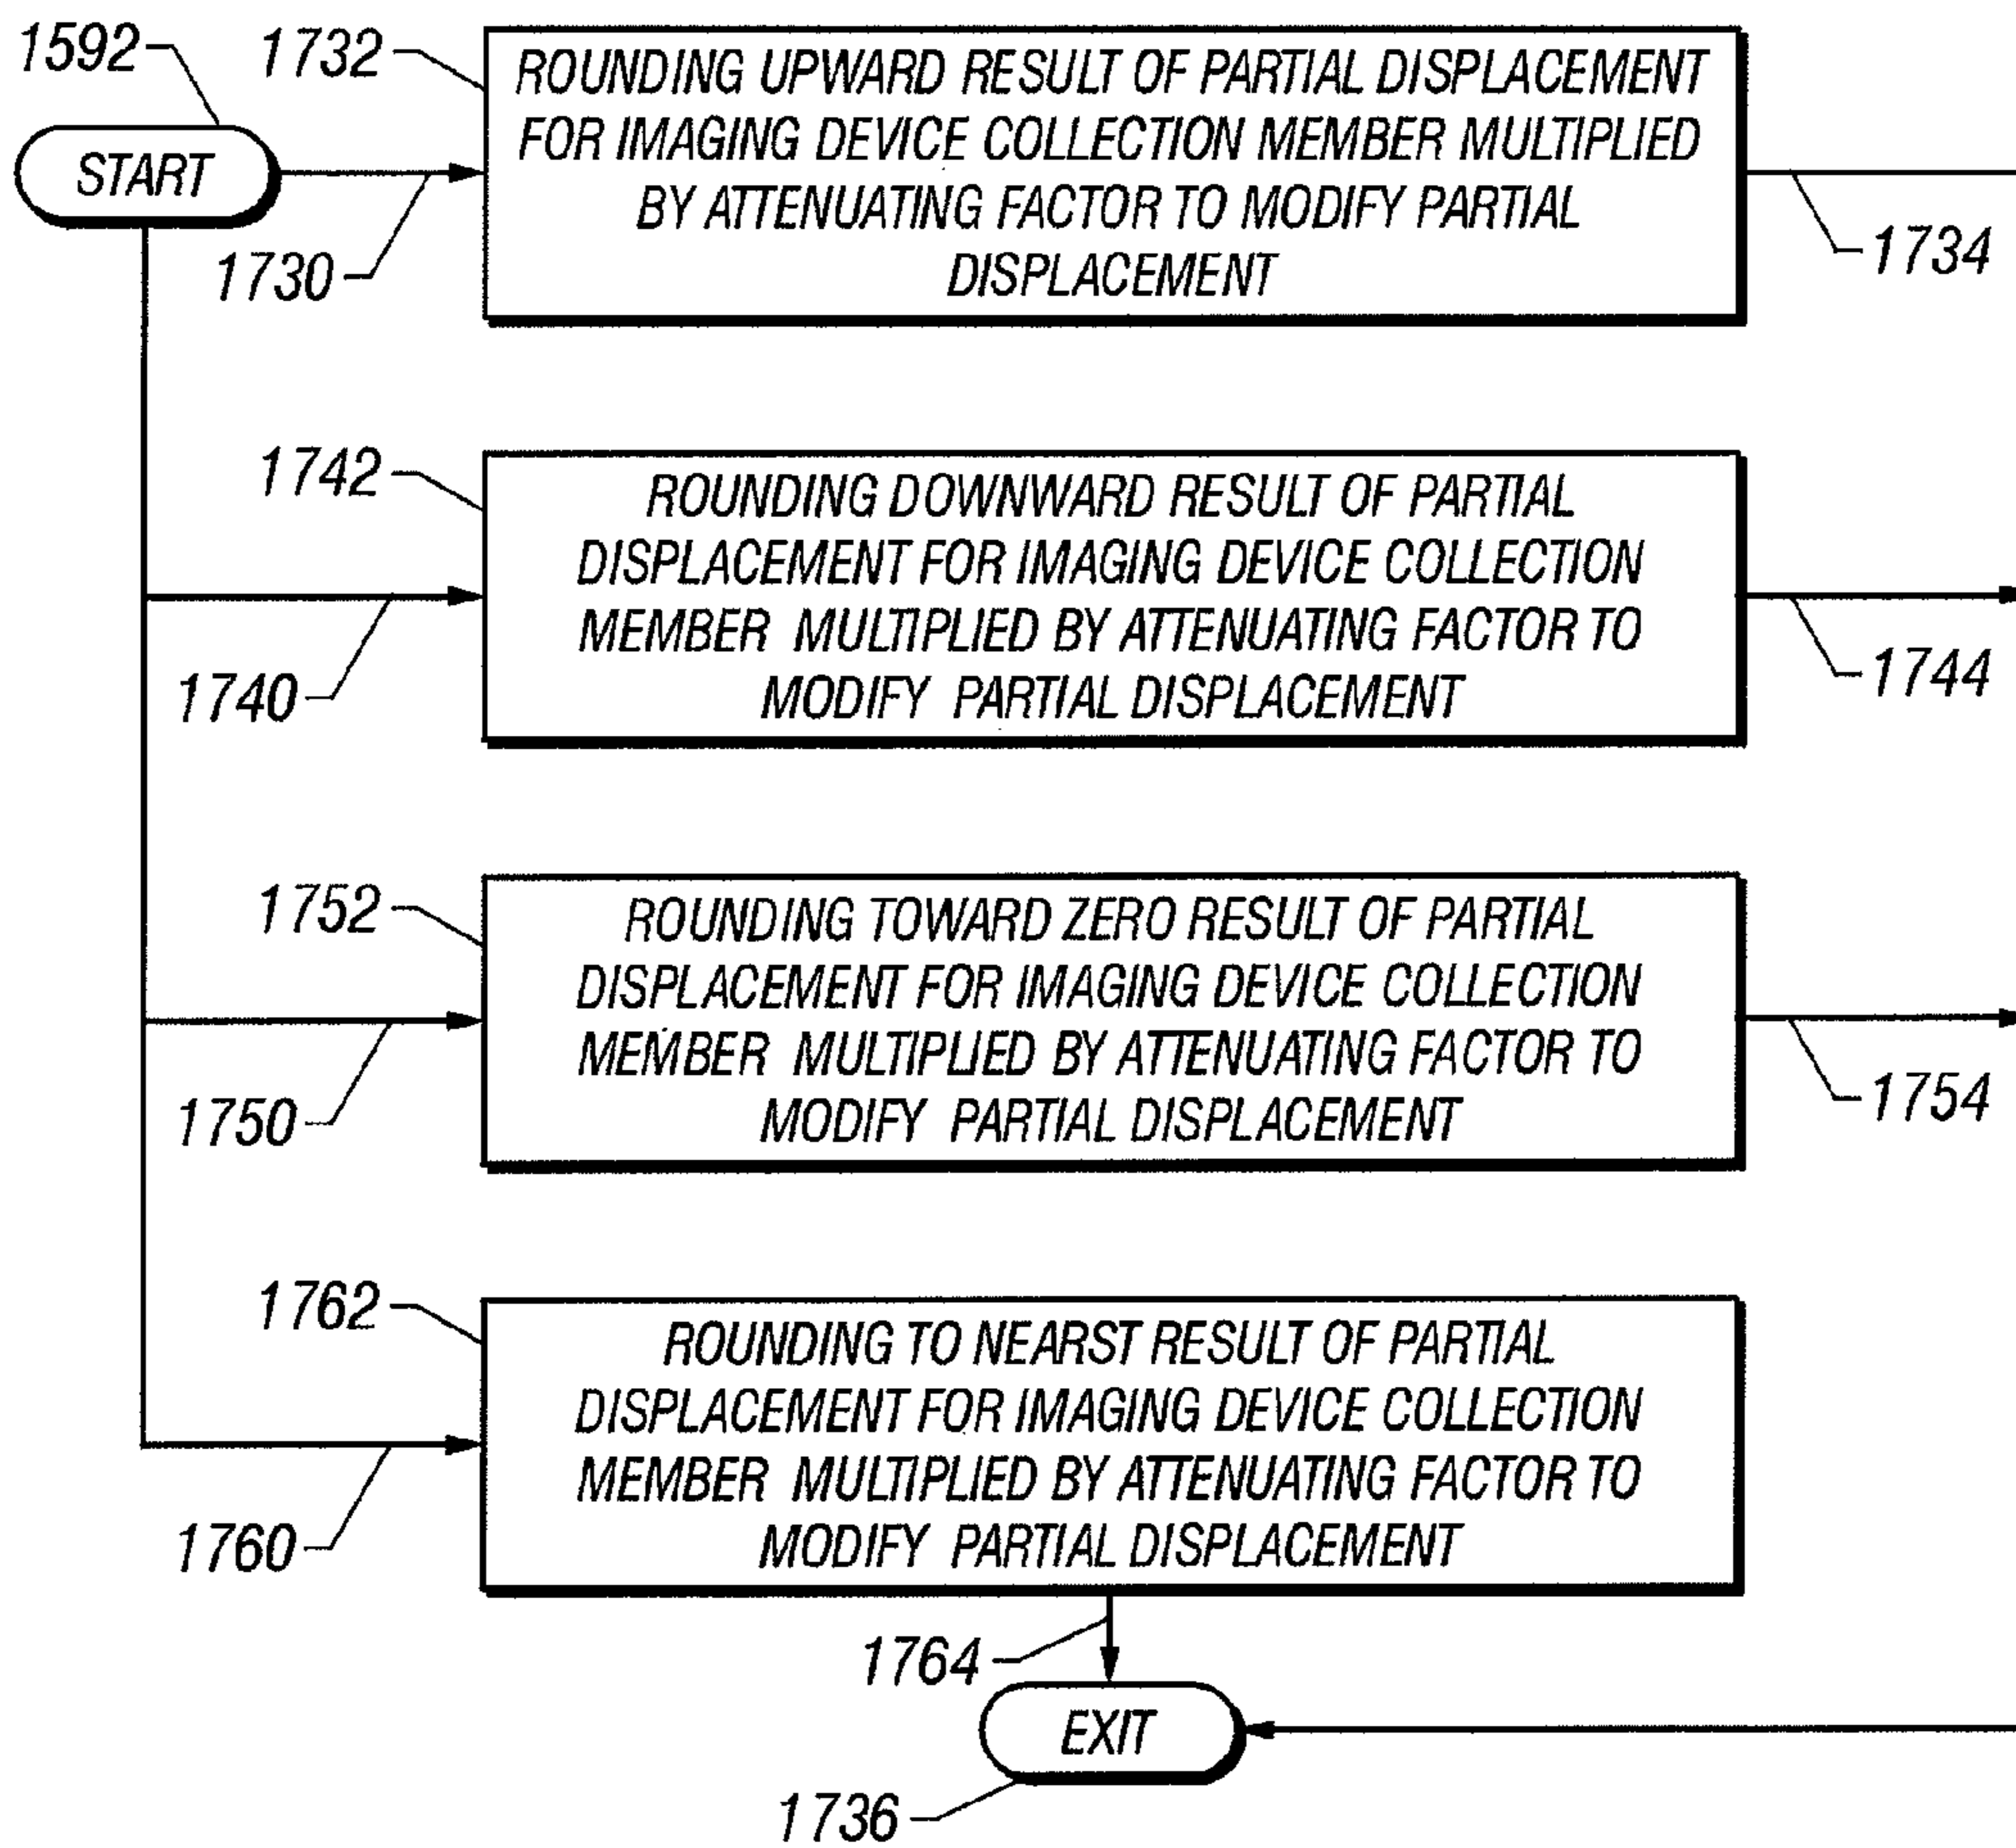 1592
1732
START
1730
ROUNDING UPWARD RESULT OF PARTIAL DISPLACEMENT
FOR IMAGING DEVICE COLLECTION MEMBER MULTIPLIED
BY ATTENUATING FACTOR TO MODIFY PARTIAL
DISPLACEMENT
1734
1742
ROUNDING DOWNWARD RESULT OF PARTIAL
DISPLACEMENT FOR IMAGING DEVICE COLLECTION
MEMBER MULTIPLIED BY ATTENUATING FACTOR TO
MODIFY PARTIAL DISPLACEMENT
1740
1744
1752
ROUNDING TOWARD ZERO RESULT OF PARTIAL
DISPLACEMENT FOR IMAGING DEVICE COLLECTION
MEMBER MULTIPLIED BY ATTENUATING FACTOR TO
MODIFY PARTIAL DISPLACEMENT
1750
1754
1762
ROUNDING TO NEARST RESULT OF PARTIAL
DISPLACEMENT FOR IMAGING DEVICE COLLECTION
MEMBER MULTIPLIED BY ATTENUATING FACTOR TO
MODIFY PARTIAL DISPLACEMENT
1760
1764
EXIT
1736